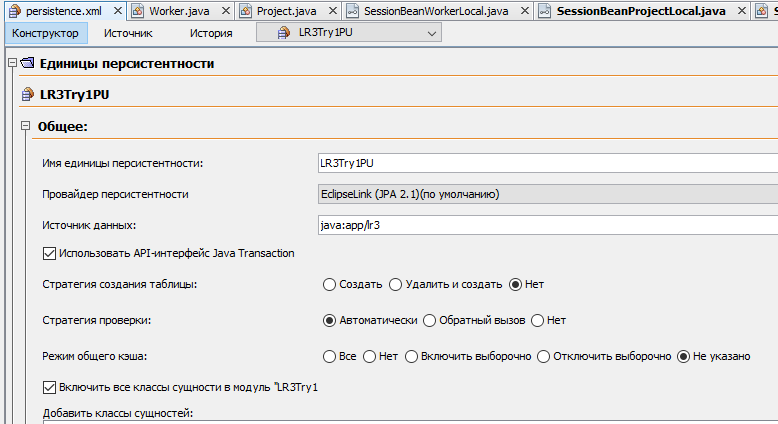 persistence.xml Worker.java Project.java SessionBeanWorkerLocal.java SessionBeanProjectLocal.java
Конструктор Источник История LR3Try1PU
Единицы персистентности
LR3Try1PU
Общее:
Имя единицы персистентности: LR3Try1PU
Провайдер персистентности EclipseLink (JPA 2.1)(по умолчанию)
Источник данных: java:app/lr3
Использовать API-интерфейс Java Transaction
Стратегия создания таблицы: Создать Удалить и создать Нет
Стратегия проверки: Автоматически Обратный вызов Нет
Режим общего кэша: Все Нет Включить выборочно Отключить выборочно Не указано
Включить все классы сущности в модуль "LR3Try1
Добавить классы сущностей: